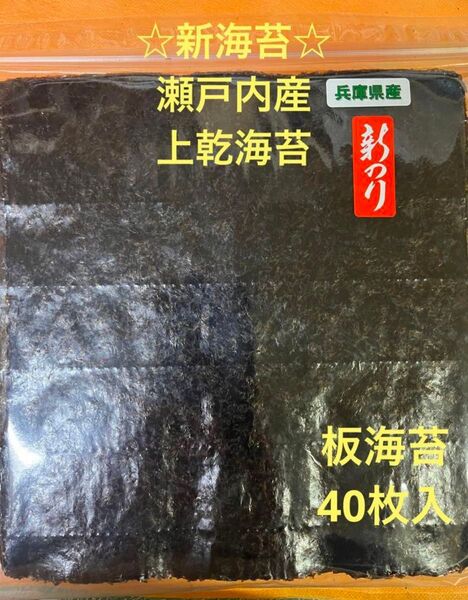 ☆新海苔☆
瀬戸内産
上乾海苔
兵庫県産
新のり
板海苔
40枚入